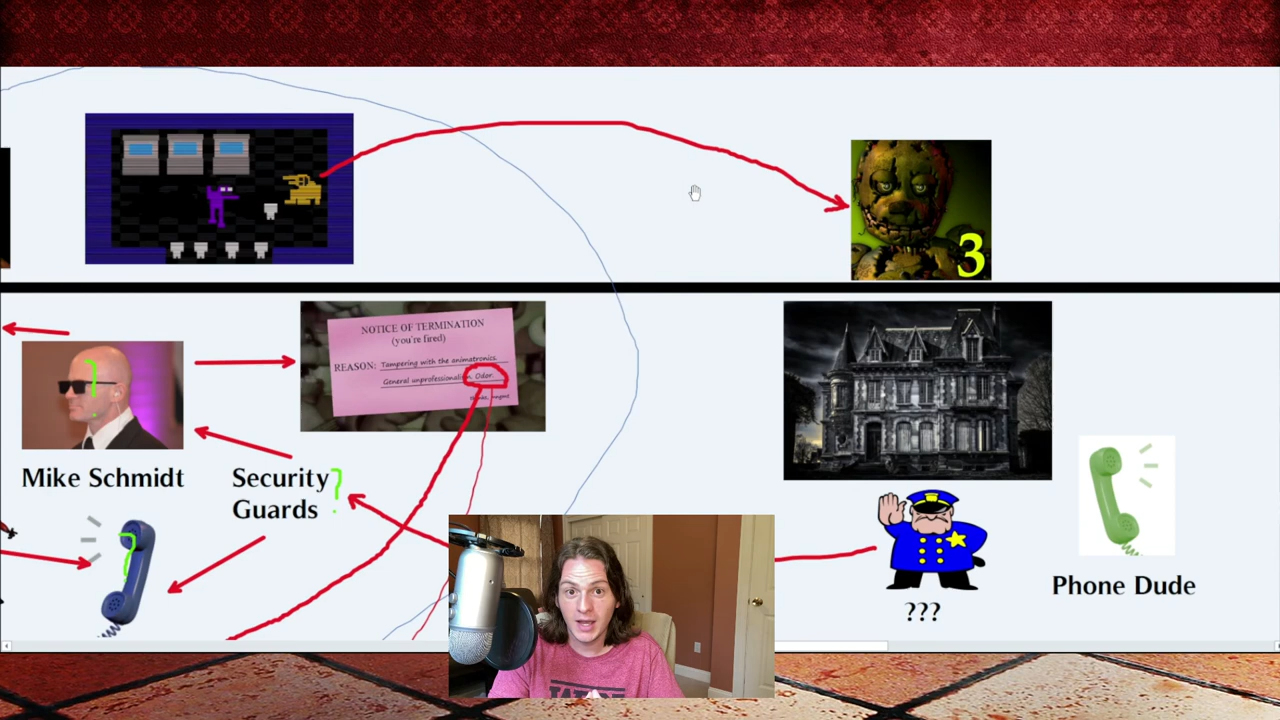 3
NOTICE OF TERMINATION
(you're fired)
REASON: Tampering with the animatronics.
General unprofessionalism. Odor.
Mike Schmidt
Security
Guards
?
???
Phone Dude